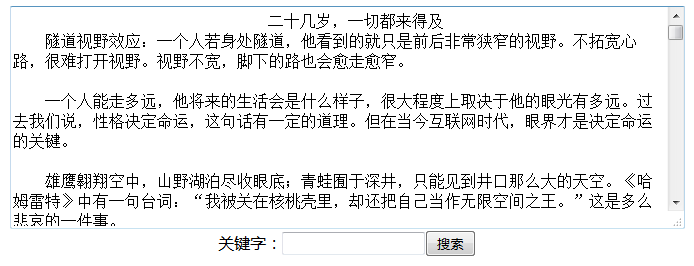 二十几岁，一切都来得及
隧道视野效应：一个人若身处隧道，他看到的就只是前后非常狭窄的视野。不拓宽心
路，很难打开视野。视野不宽，脚下的路也会愈走愈窄。
一个人能走多远，他将来的生活会是什么样子，很大程度上取决于他的眼光有多远。过
去我们说，性格决定命运，这句话有一定的道理。但在当今互联网时代，眼界才是决定命运
的关键。
雄鹰翱翔空中，山野湖泊尽收眼底；青蛙囿于深井，只能见到井口那么大的天空。《哈
姆雷特》中有一句台词：“我被关在核桃壳里，却还把自己当作无限空间之王。”这是多么
悲哀的一件事。
关键字：
搜索